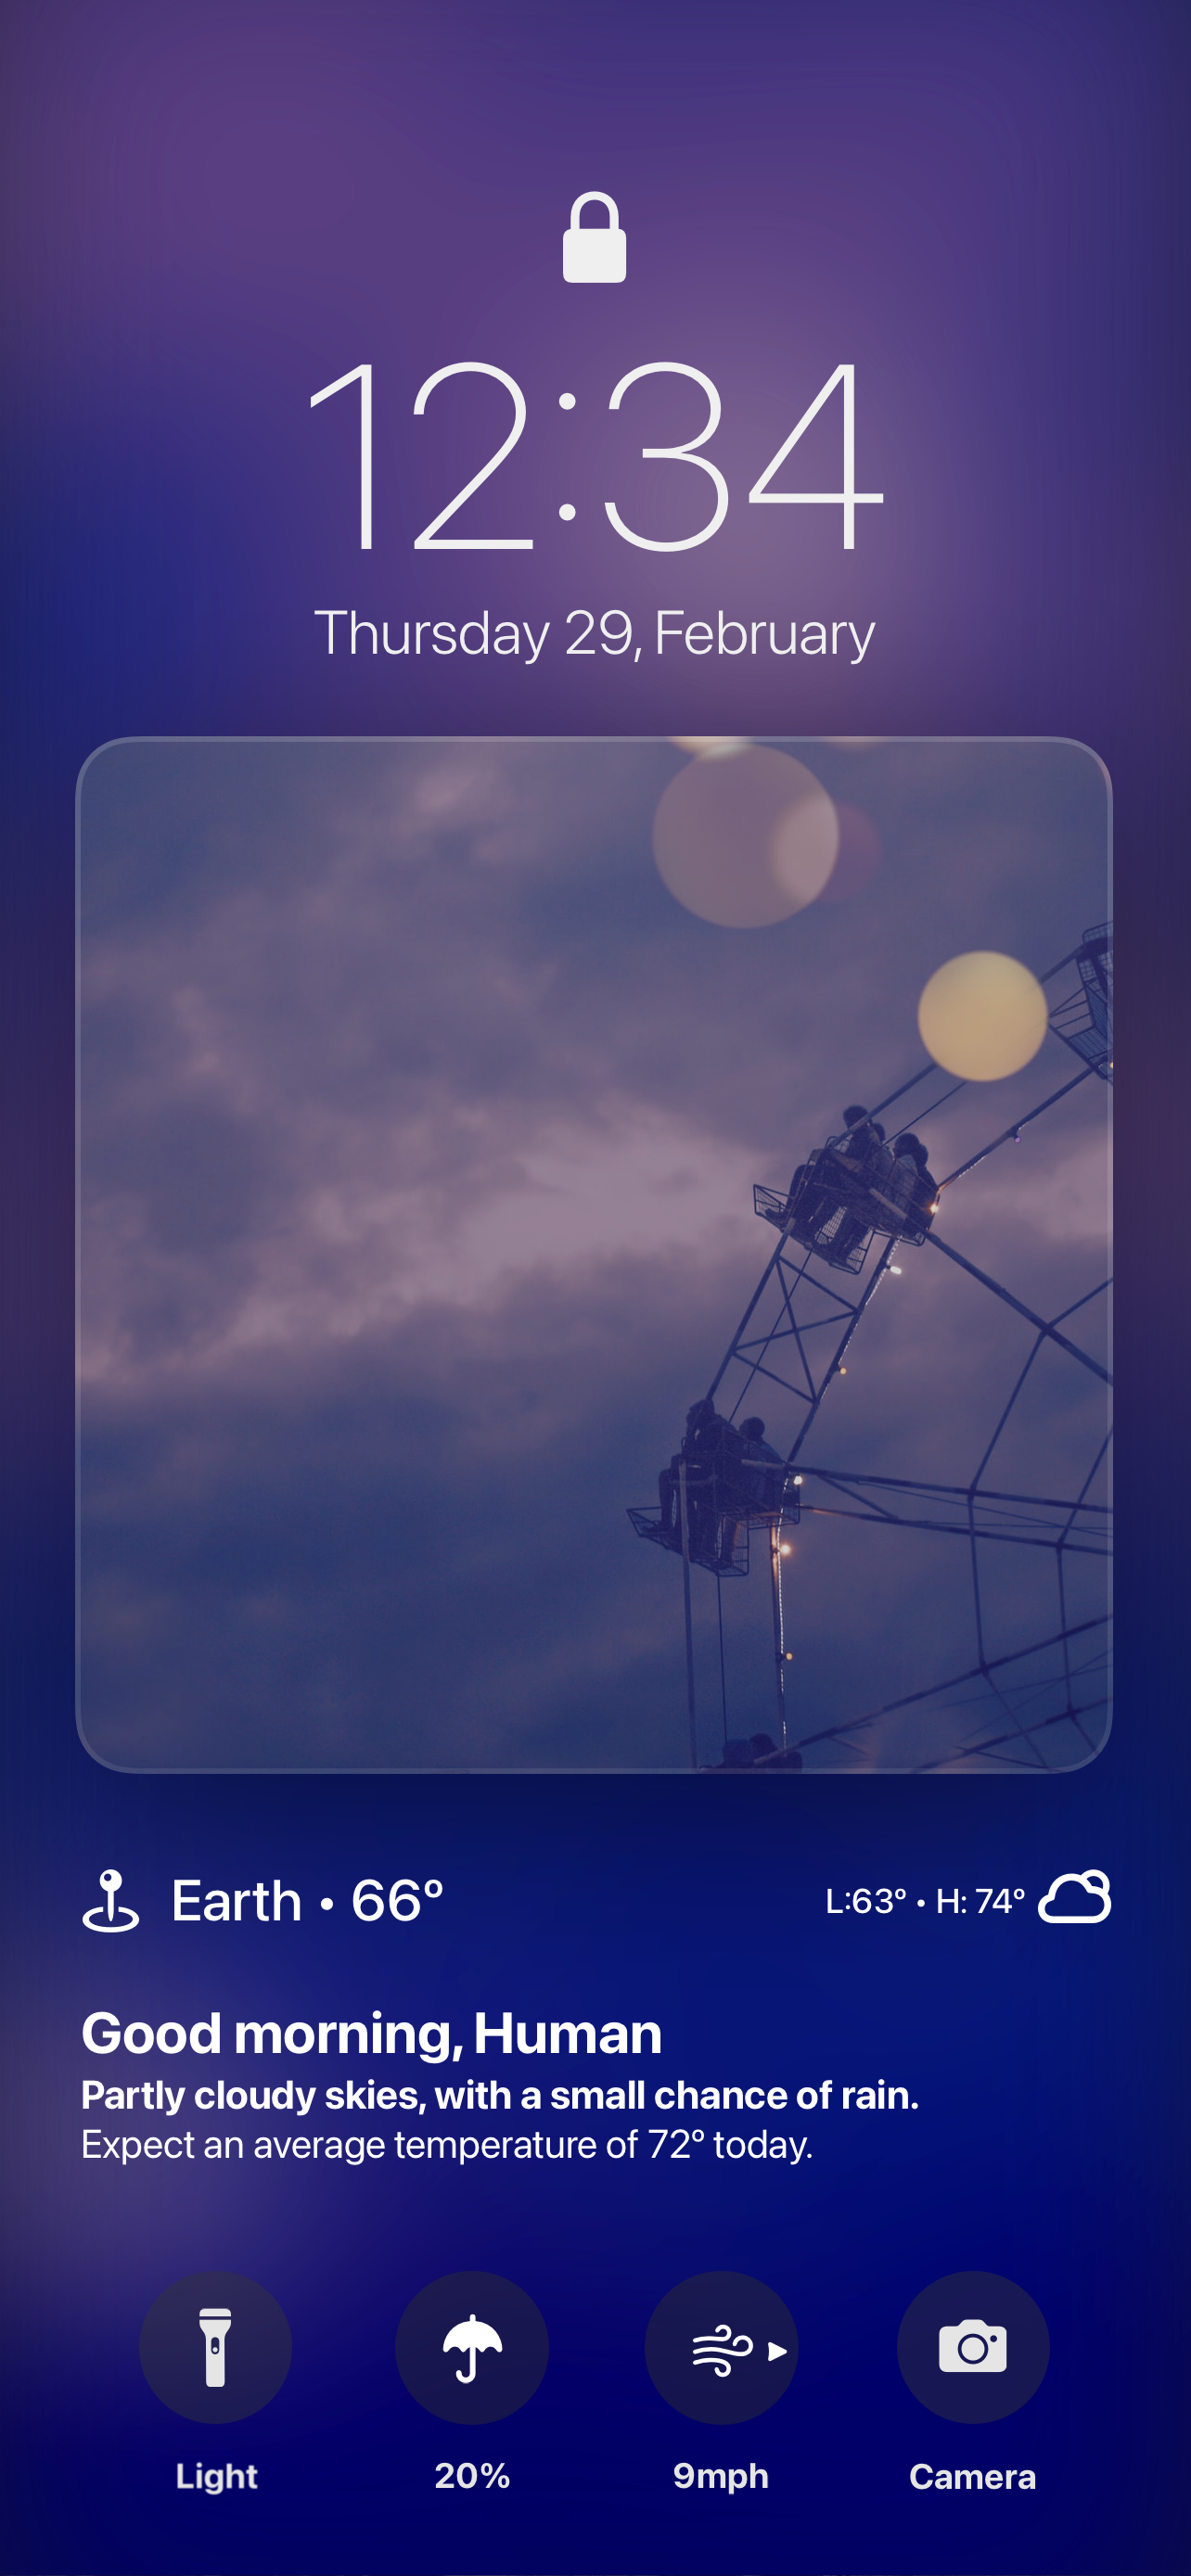 12:34
Thursday 29, February
Earth • 66° L:63° • H: 74°
Good morning, Human
Partly cloudy skies, with a small chance of rain.
Expect an average temperature of 72° today.
Light 20% 9mph Camera